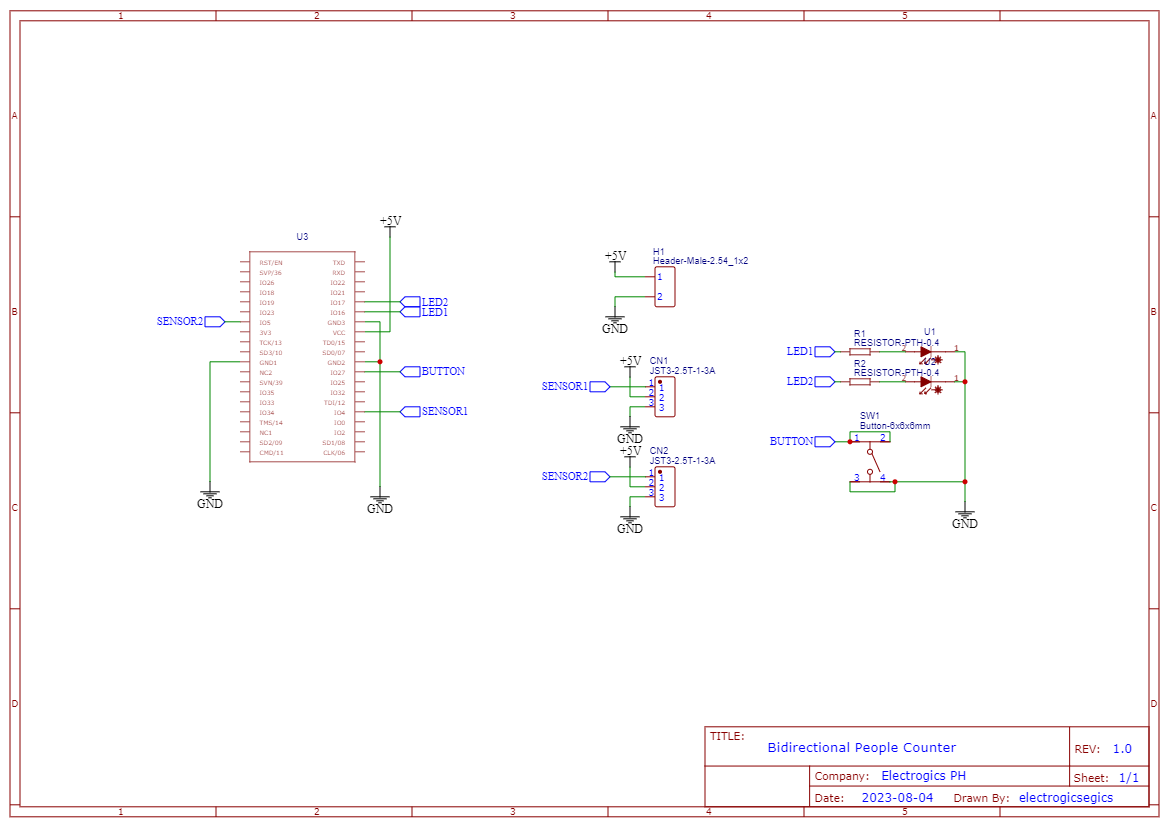 1 2 3 4 5
A A
B B
C C
D D
+5V
U3
RST/EN TXD
SVP/36 RXD
IO26 IO22
IO18 IO21
IO19 IO17 LED2
IO23 IO16 LED1
SENSOR2 IO5 GND3
3V3 VCC
TCK/13 TD0/15
SD3/10 SD0/07
GND1 GND2
NC2 IO27 BUTTON
SVN/39 IO25
IO35 IO32
IO33 TDI/12
IO34 IO4 SENSOR1
TMS/14 IO0
NC1 IO2
SD2/09 SD1/08
CMD/11 CLK/06
GND
GND
H1
Header-Male-2.54_1x2
+5V
1
2
GND
CN1
JST3-2.5T-1-3A
+5V
SENSOR1
1 1
2 2
3 3
GND
CN2
JST3-2.5T-1-3A
+5V
SENSOR2
1 1
2 2
3 3
GND
R1 U1
RESISTOR-PTH-0,4
LED1 2 1
R2 U2
RESISTOR-PTH-0,4
LED2 2 1
SW1
Button-6x6x6mm
BUTTON 1 2
3 4
GND
TITLE:
Bidirectional People Counter
REV: 1.0
Company: Electrogics PH
Sheet: 1/1
Date: 2023-08-04 Drawn By: electrogicsegics
1 2 3 4 5